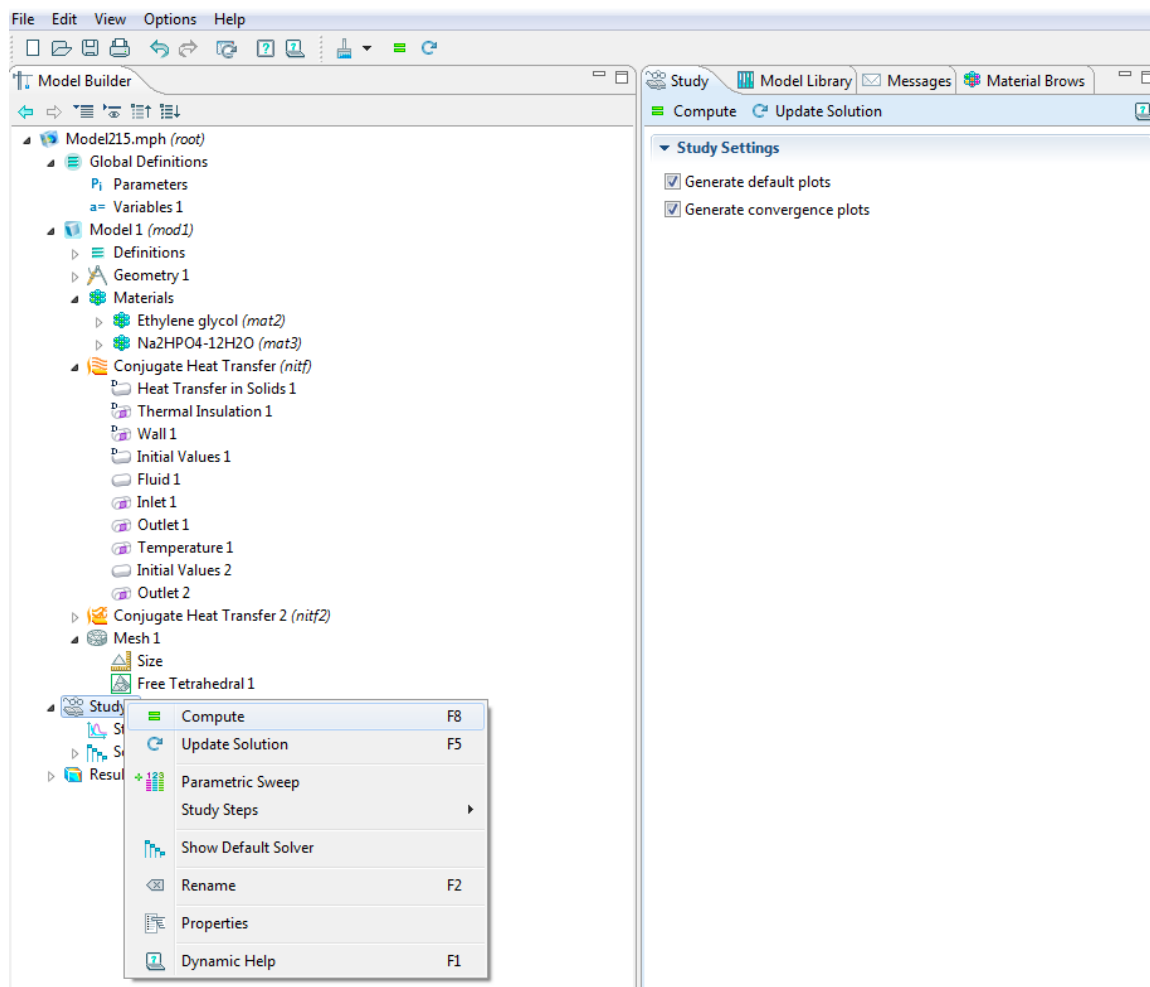 File Edit View Options Help
Model Builder
Study Model Library Messages Material Brows
Compute Update Solution
Model215.mph (root)
Study Settings
Global Definitions
Generate default plots
Pi Parameters
a= Variables 1
Generate convergence plots
Model 1 (mod1)
Definitions
Geometry 1
Materials
Ethylene glycol (mat2)
Na2HPO4-12H2O (mat3)
Conjugate Heat Transfer (nitf)
D Heat Transfer in Solids 1
D Thermal Insulation 1
D Wall 1
D Initial Values 1
Fluid 1
Inlet 1
Outlet 1
Temperature 1
Initial Values 2
Outlet 2
Conjugate Heat Transfer 2 (nitf2)
Mesh 1
Size
Free Tetrahedral 1
Study
Compute F8
St
Update Solution F5
So
Resul
123 Parametric Sweep
Study Steps
Show Default Solver
Rename F2
Properties
Dynamic Help F1